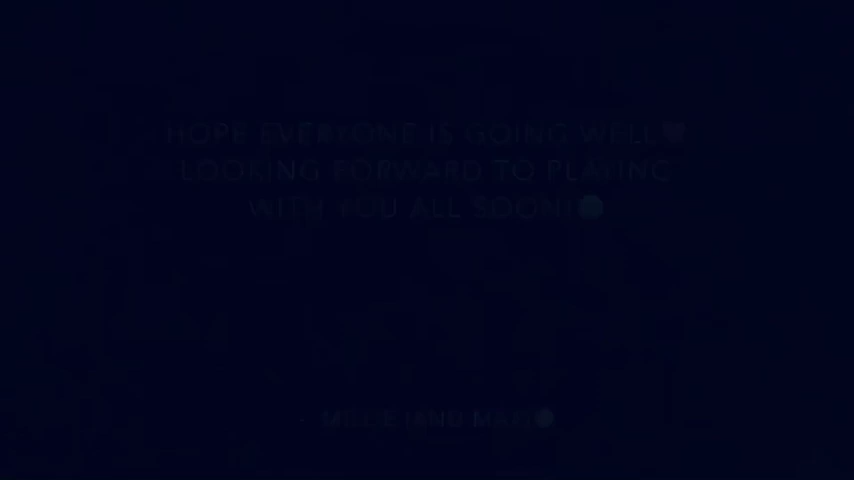 HOPE EVERYONE IS GOING WELL🖤
LOOKING FORWARD TO PLAYING
WITH YOU ALL SOON!